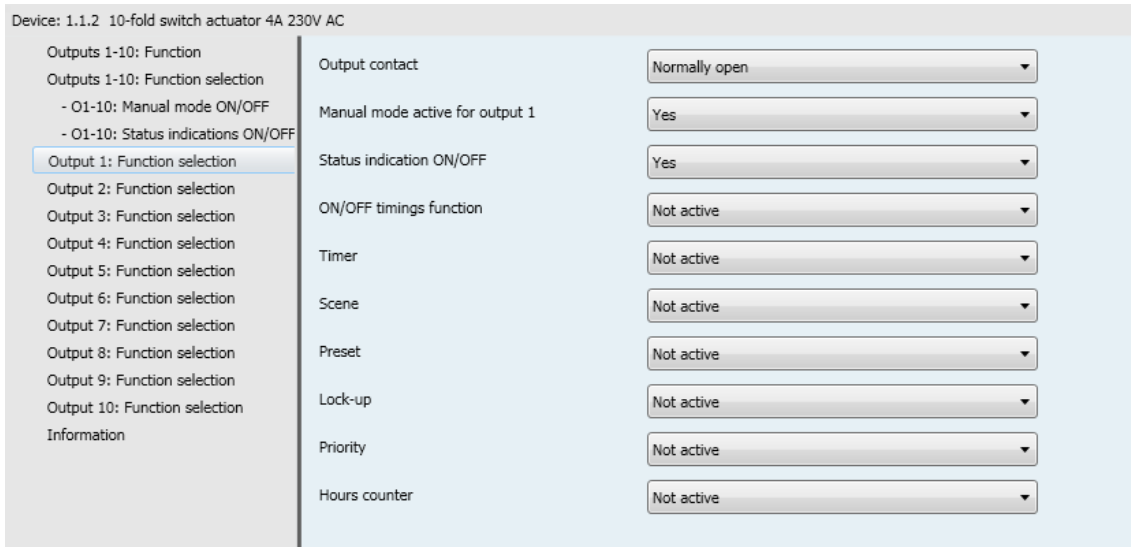 Device: 1.1.2 10-fold switch actuator 4A 230V AC
Outputs 1-10: Function
Outputs 1-10: Function selection
- O1-10: Manual mode ON/OFF
- O1-10: Status indications ON/OFF
Output 1: Function selection
Output 2: Function selection
Output 3: Function selection
Output 4: Function selection
Output 5: Function selection
Output 6: Function selection
Output 7: Function selection
Output 8: Function selection
Output 9: Function selection
Output 10: Function selection
Information
Output contact Normally open
Manual mode active for output 1 Yes
Status indication ON/OFF Yes
ON/OFF timings function Not active
Timer Not active
Scene Not active
Preset Not active
Lock-up Not active
Priority Not active
Hours counter Not active